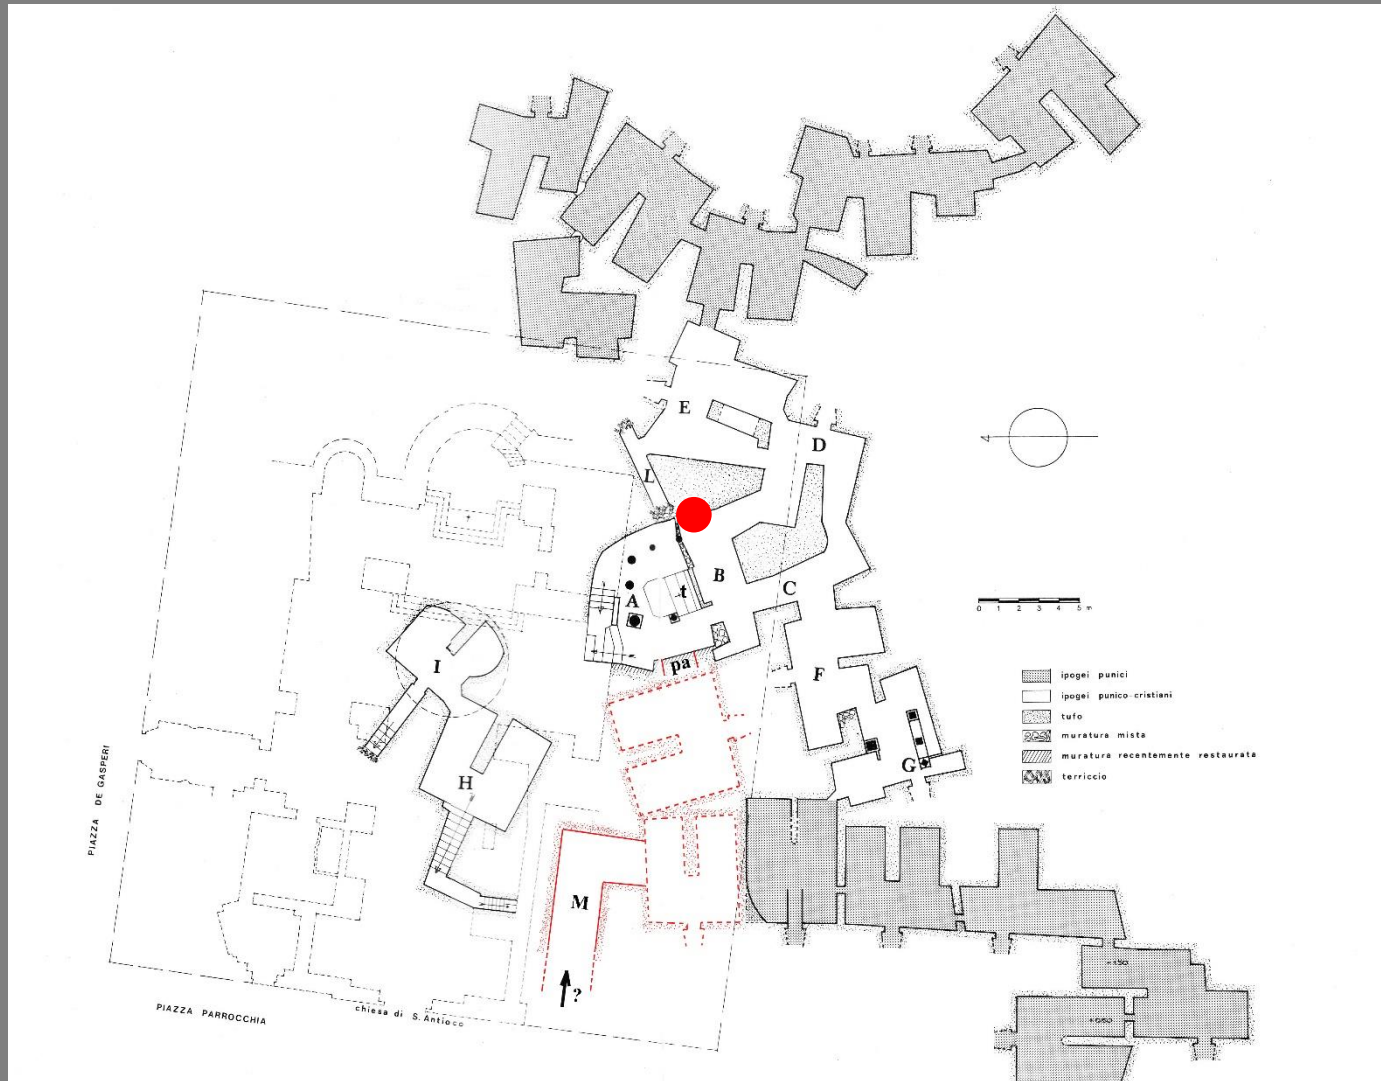 E
D
L
B
t
A
C
pa
I
F
H
G
M
?
0 1 2 3 4 5 m
ipogei punici
ipogei punico-cristiani
tufo
muratura mista
muratura recentemente restaurata
terriccio
PIAZZA DE GASPERI
PIAZZA PARROCCHIA
chiesa di S. Antioco